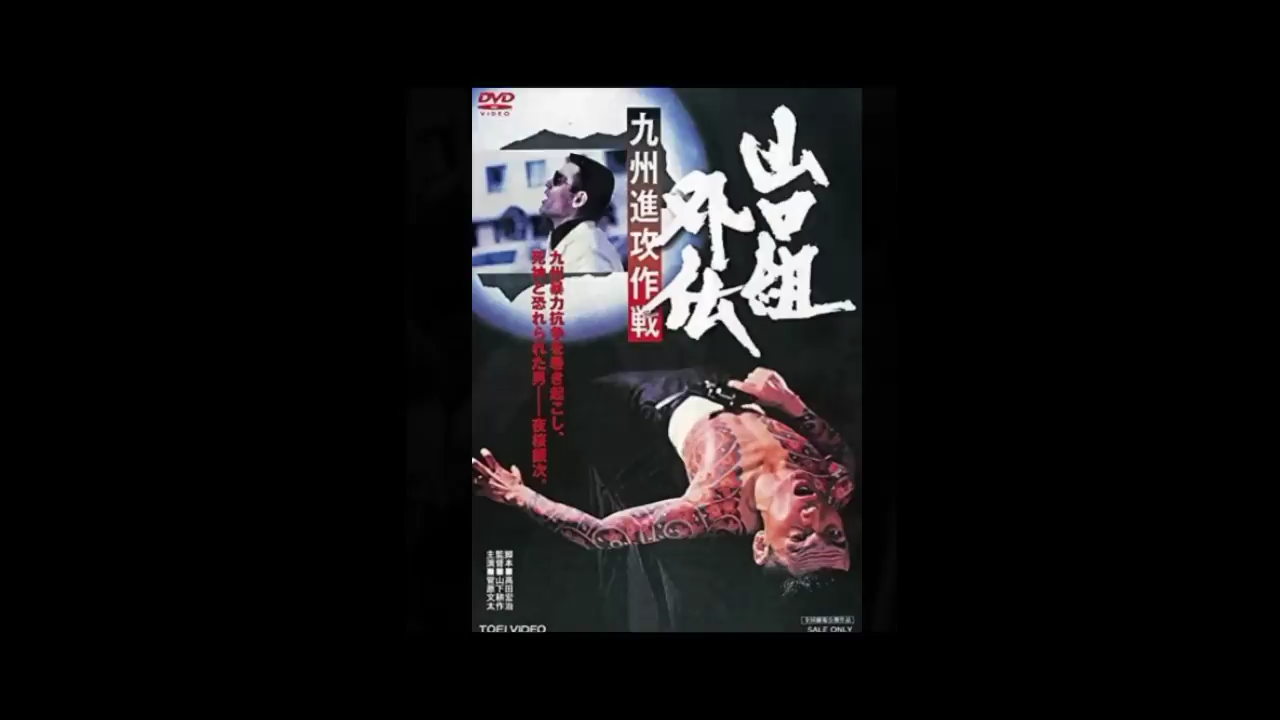 DVD
VIDEO
山口組
外伝
九州進攻作戦
九州暴力抗争を巻き起こし、
死神と恐れられた男――夜桜銀次。
脚本■高田宏治
監督■山下耕作
主演■菅原文太
TOEI VIDEO
SALE ONLY